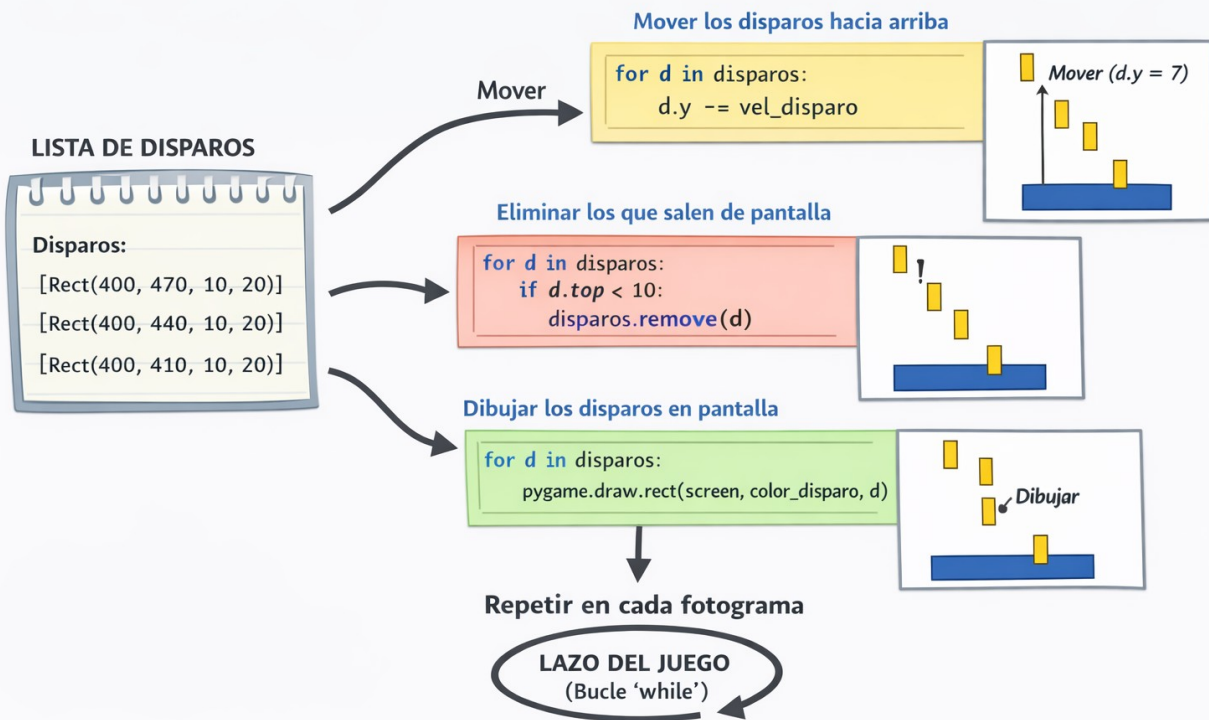 Mover los disparos hacia arriba
Mover
for d in disparos:
d.y -= vel_disparo
Mover (d.y = 7)
LISTA DE DISPAROS
Disparos:
[Rect(400, 470, 10, 20)]
[Rect(400, 440, 10, 20)]
[Rect(400, 410, 10, 20)]
Eliminar los que salen de pantalla
for d in disparos:
if d.top < 10:
disparos.remove(d)
!
Dibujar los disparos en pantalla
for d in disparos:
pygame.draw.rect(screen, color_disparo, d)
Dibujar
Repetir en cada fotograma
LAZO DEL JUEGO
(Bucle ‘while’)